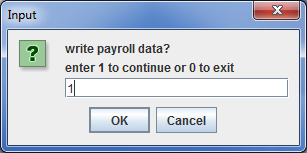 Input
write payroll data?
enter 1 to continue or 0 to exit
1
OK
Cancel